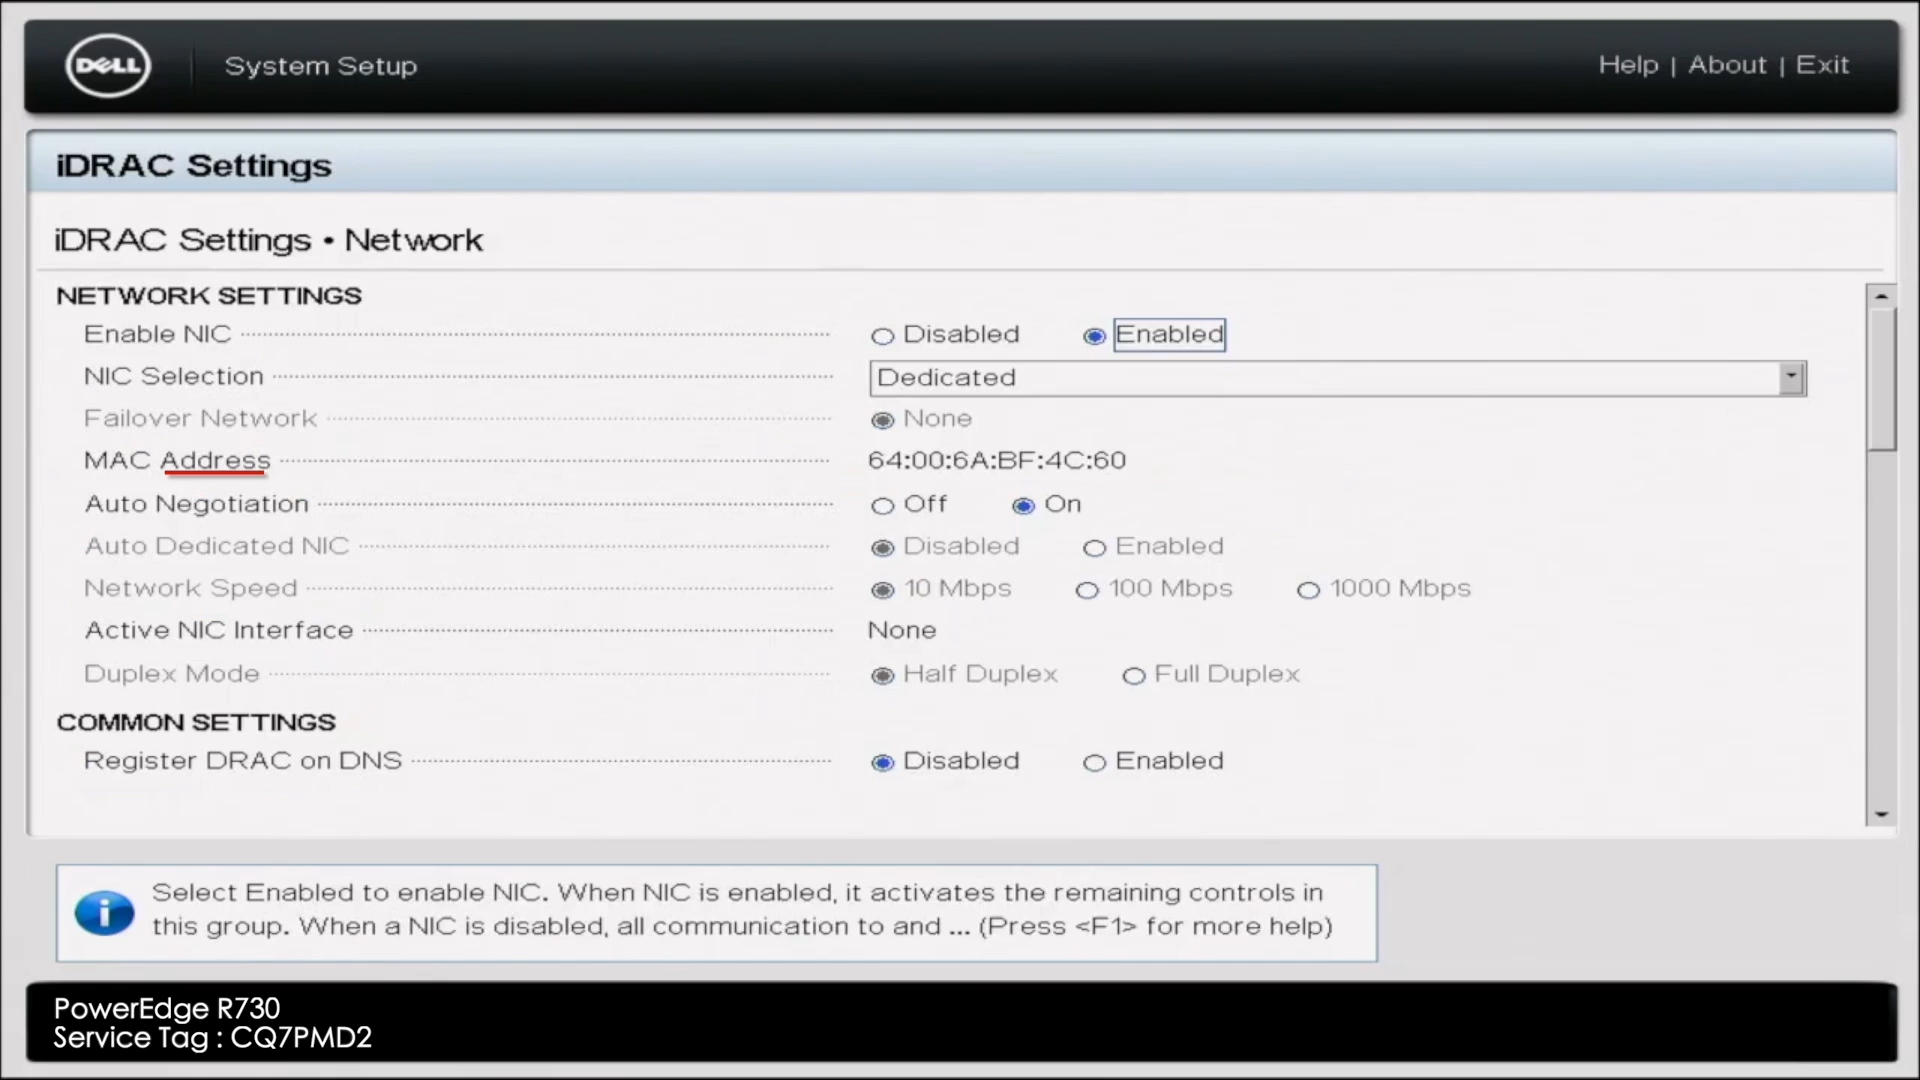 DELL System Setup Help | About | Exit
iDRAC Settings
iDRAC Settings • Network
NETWORK SETTINGS
Enable NIC Disabled Enabled
NIC Selection Dedicated
Failover Network None
MAC Address 64:00:6A:BF:4C:60
Auto Negotiation Off On
Auto Dedicated NIC Disabled Enabled
Network Speed 10 Mbps 100 Mbps 1000 Mbps
Active NIC Interface None
Duplex Mode Half Duplex Full Duplex
COMMON SETTINGS
Register DRAC on DNS Disabled Enabled
Select Enabled to enable NIC. When NIC is enabled, it activates the remaining controls in
this group. When a NIC is disabled, all communication to and ... (Press <F1> for more help)
PowerEdge R730
Service Tag : CQ7PMD2